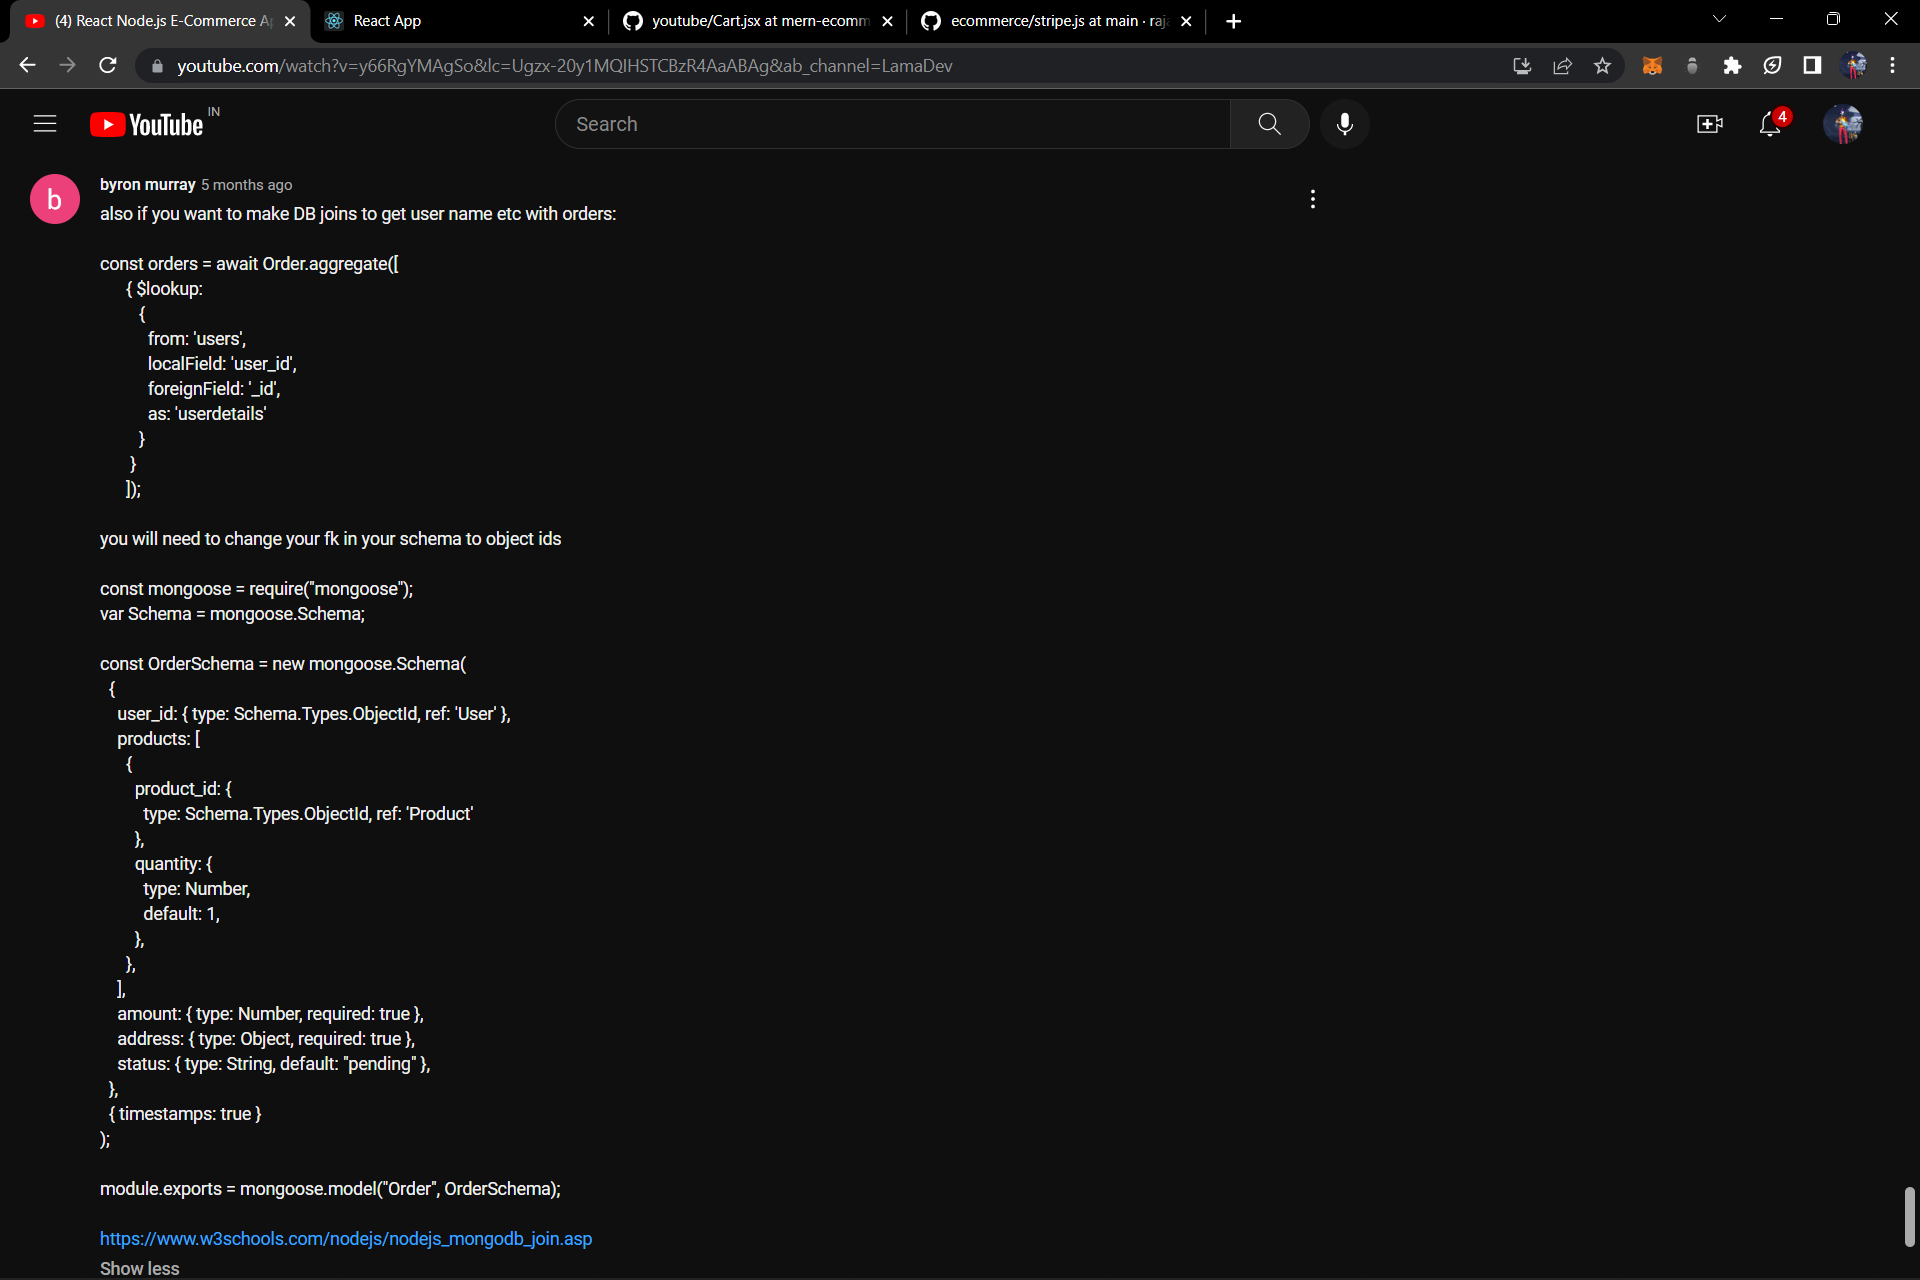 (4) React Node.js E-Commerce A
React App
youtube/Cart.jsx at mern-ecomm
ecommerce/stripe.js at main · raj
youtube.com/watch?v=y66RgYMAgSo&lc=Ugzx-20y1MQIHSTCBzR4AaABAg&ab_channel=LamaDev
YouTube IN
Search
4
b
byron murray 5 months ago
also if you want to make DB joins to get user name etc with orders:
const orders = await Order.aggregate([
{ $lookup:
{
from: 'users',
localField: 'user_id',
foreignField: '_id',
as: 'userdetails'
}
}
]);
you will need to change your fk in your schema to object ids
const mongoose = require("mongoose");
var Schema = mongoose.Schema;
const OrderSchema = new mongoose.Schema(
{
user_id: { type: Schema.Types.ObjectId, ref: 'User' },
products: [
{
product_id: {
type: Schema.Types.ObjectId, ref: 'Product'
},
quantity: {
type: Number,
default: 1,
},
},
],
amount: { type: Number, required: true },
address: { type: Object, required: true },
status: { type: String, default: "pending" },
},
{ timestamps: true }
);
module.exports = mongoose.model("Order", OrderSchema);
https://www.w3schools.com/nodejs/nodejs_mongodb_join.asp
Show less